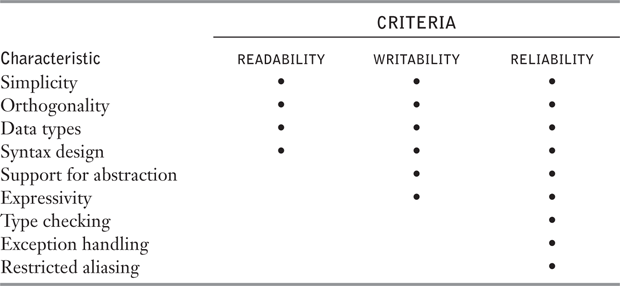 CRITERIA
Characteristic READABILITY WRITABILITY RELIABILITY
Simplicity • • •
Orthogonality • • •
Data types • • •
Syntax design • • •
Support for abstraction • •
Expressivity • •
Type checking •
Exception handling •
Restricted aliasing •